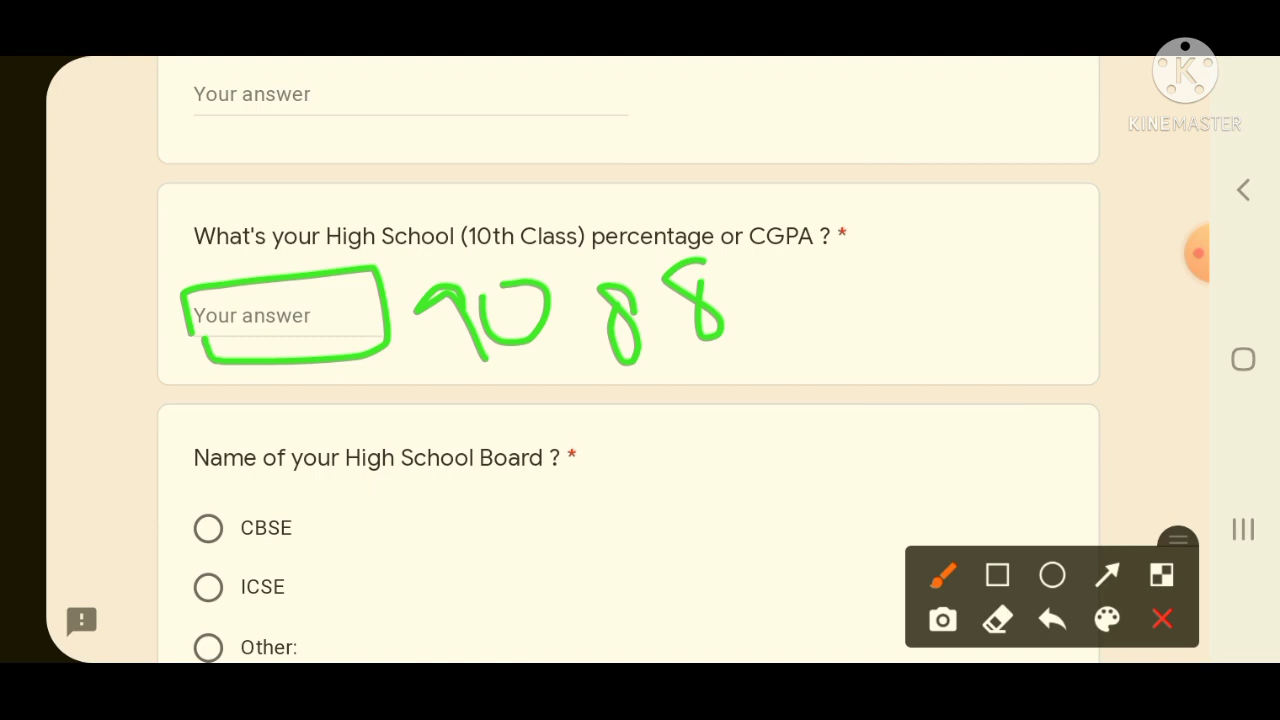 Your answer
KINEMASTER
What's your High School (10th Class) percentage or CGPA ? *
Your answer 90 88
Name of your High School Board ? *
CBSE
ICSE
Other: